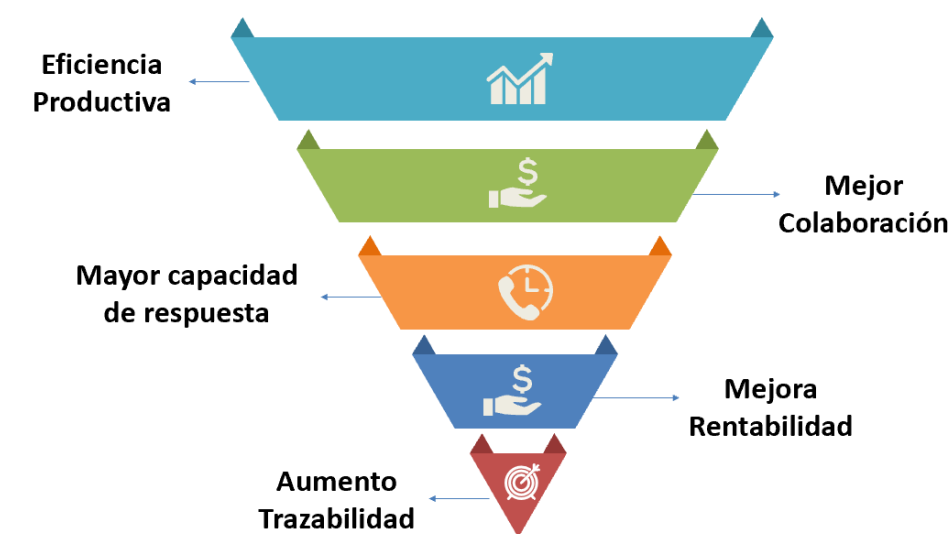 Eficiencia
Productiva
Mejor
Colaboración
Mayor capacidad
de respuesta
Mejora
Rentabilidad
Aumento
Trazabilidad